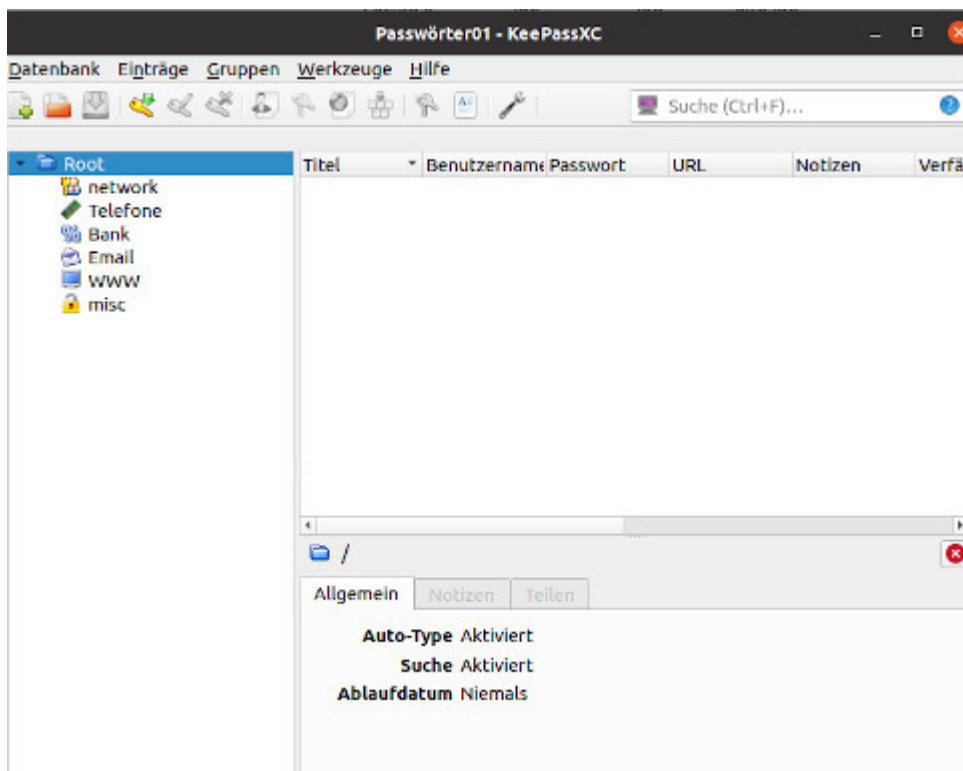 Passwörter01 - KeePassXC
Datenbank Einträge Gruppen Werkzeuge Hilfe
Suche (Ctrl+F)...
Root
network
Telefone
Bank
Email
WWW
misc
Titel Benutzername Passwort URL Notizen Verfä
/
Allgemein Notizen Teilen
Auto-Type Aktiviert
Suche Aktiviert
Ablaufdatum Niemals